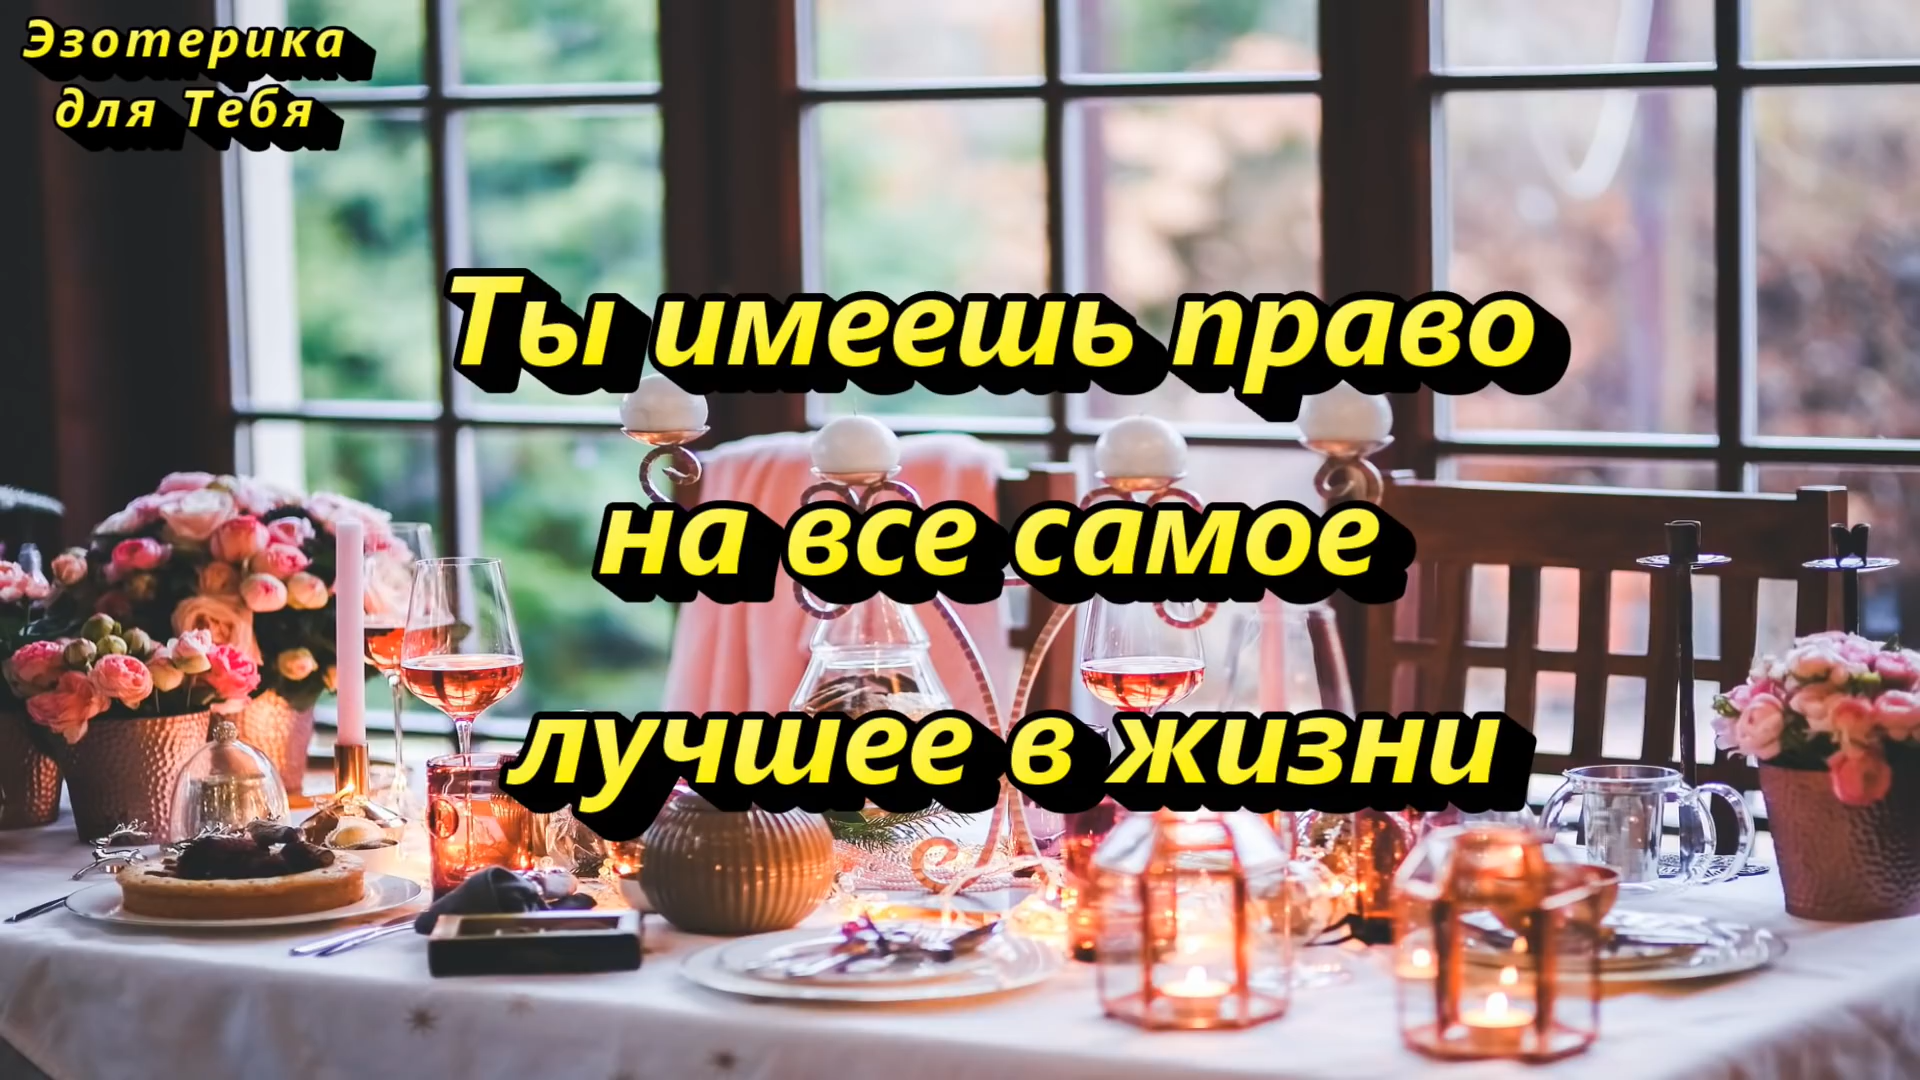 Эзотерика
для Тебя
Ты имеешь право
на все самое
лучшее в жизни